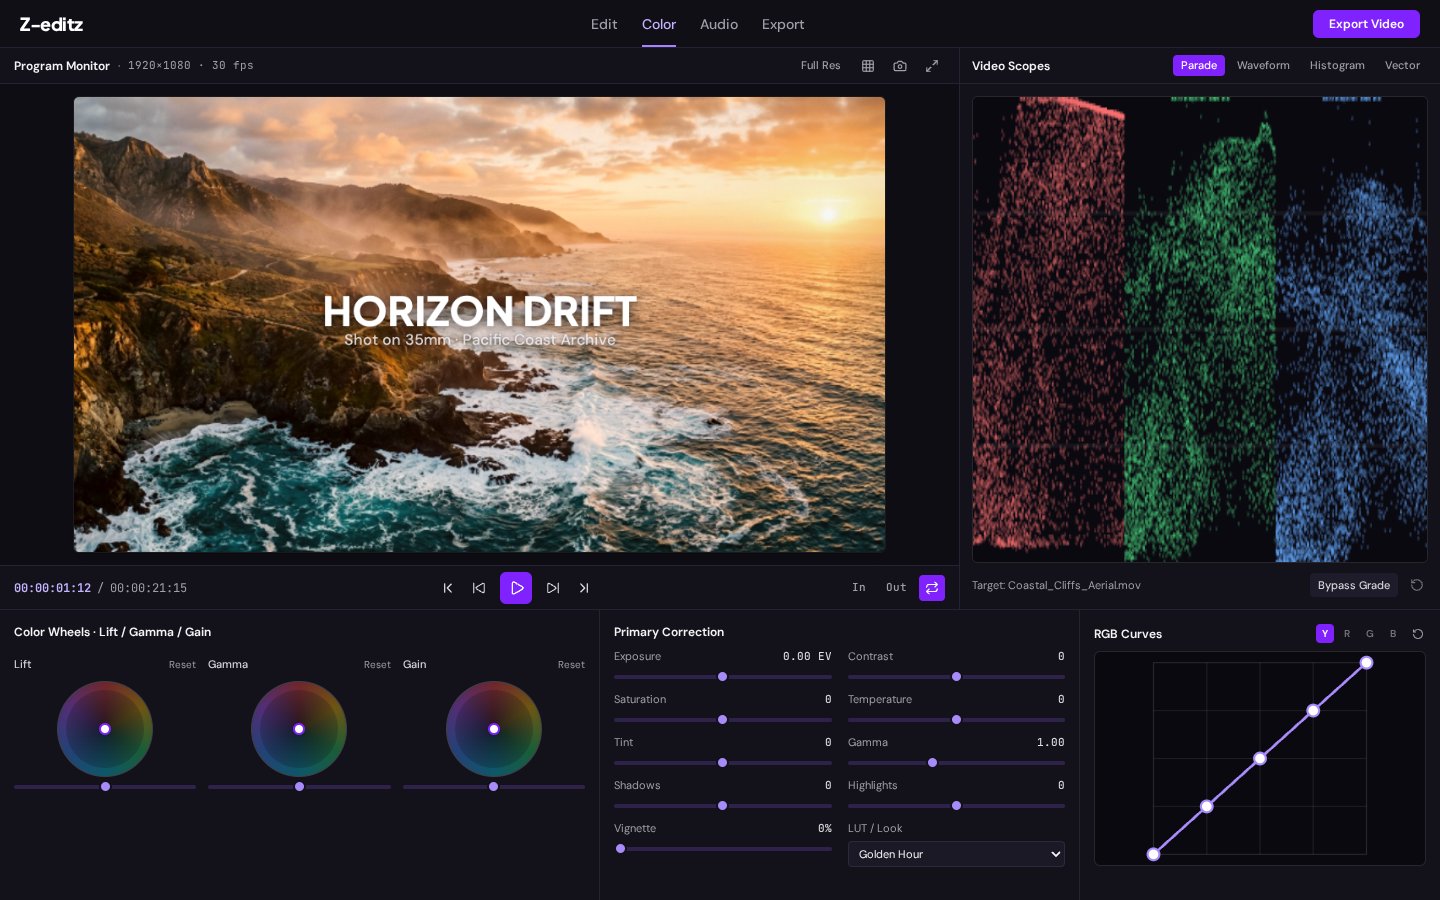 Z-editz
Edit Color Audio Export
Export Video
Program Monitor · 1920×1080 · 30 fps
Full Res
Video Scopes
Parade Waveform Histogram Vector
HORIZON DRIFT
Shot on 35mm · Pacific Coast Archive
00:00:01:12 / 00:00:21:15
In Out
Target: Coastal_Cliffs_Aerial.mov
Bypass Grade
Color Wheels · Lift / Gamma / Gain
Lift Reset Gamma Reset Gain Reset
Primary Correction
Exposure 0.00 EV Contrast 0
Saturation 0 Temperature 0
Tint 0 Gamma 1.00
Shadows 0 Highlights 0
Vignette 0% LUT / Look
Golden Hour
RGB Curves
Y R G B